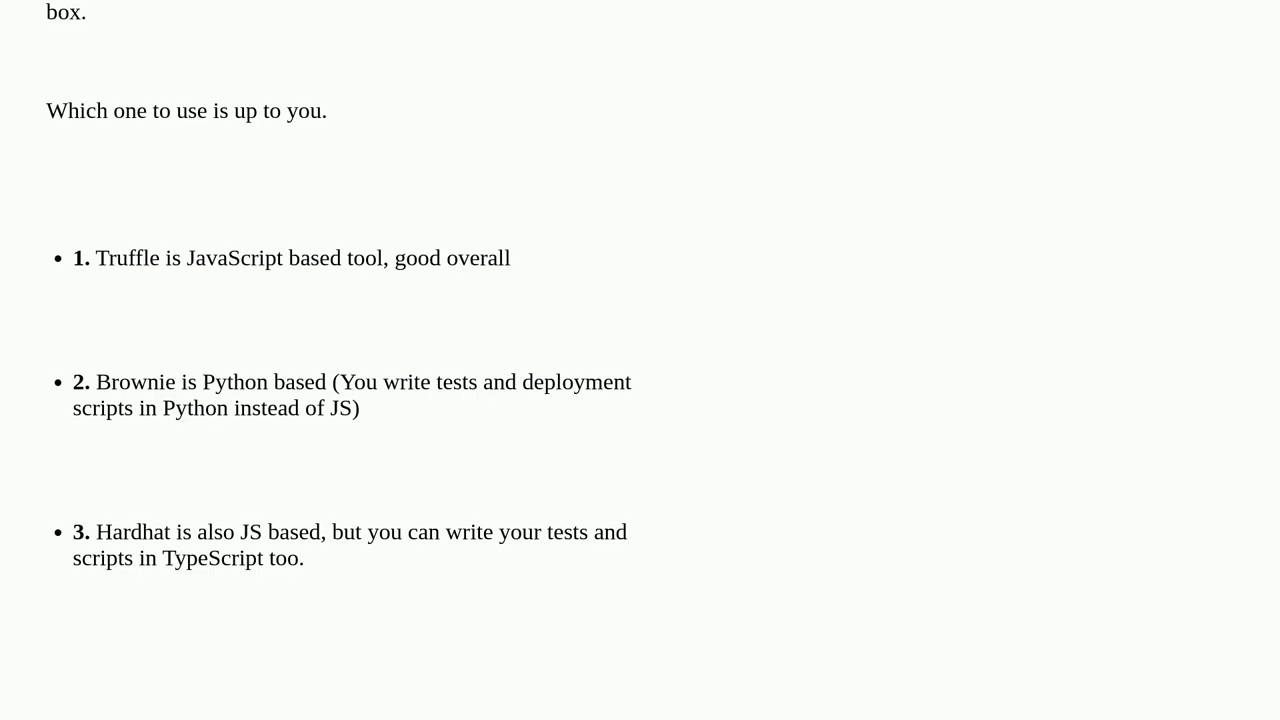 box.
Which one to use is up to you.
• 1. Truffle is JavaScript based tool, good overall
• 2. Brownie is Python based (You write tests and deployment
scripts in Python instead of JS)
• 3. Hardhat is also JS based, but you can write your tests and
scripts in TypeScript too.